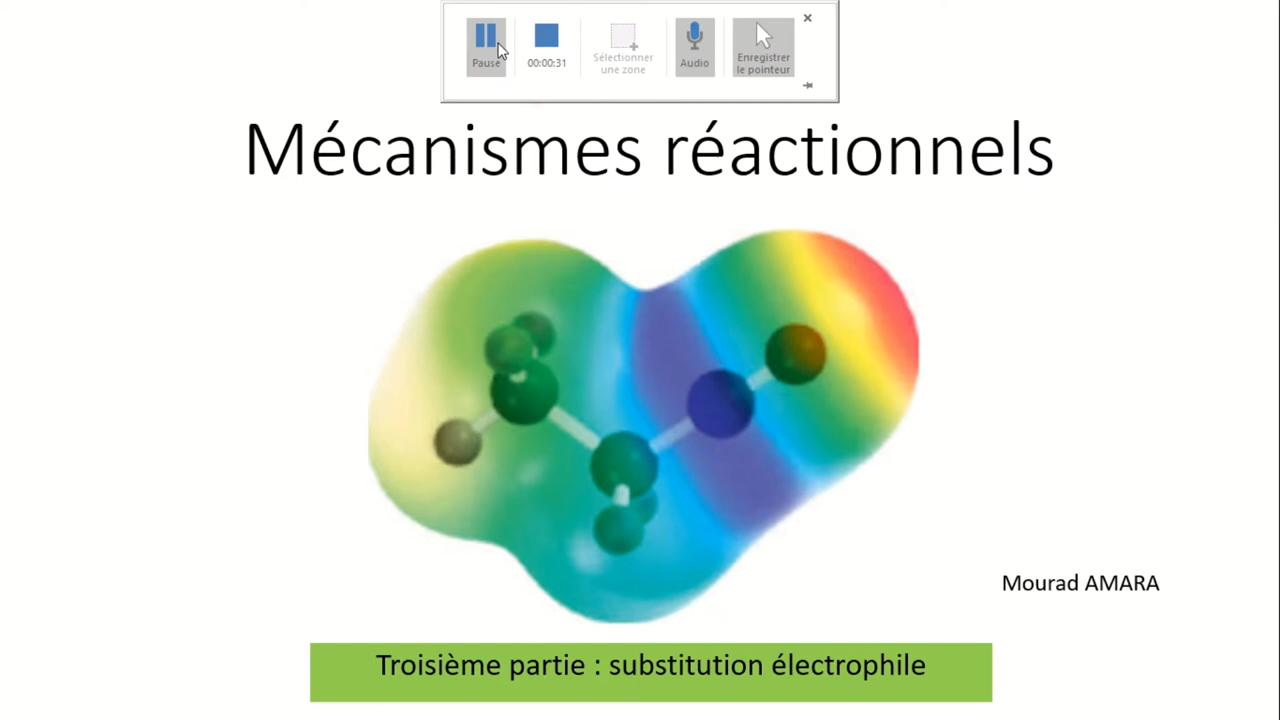 Pause
00:00:31
Sélectionner
une zone
Audio
Enregistrer
le pointeur
Mécanismes réactionnels
Mourad AMARA
Troisième partie : substitution électrophile